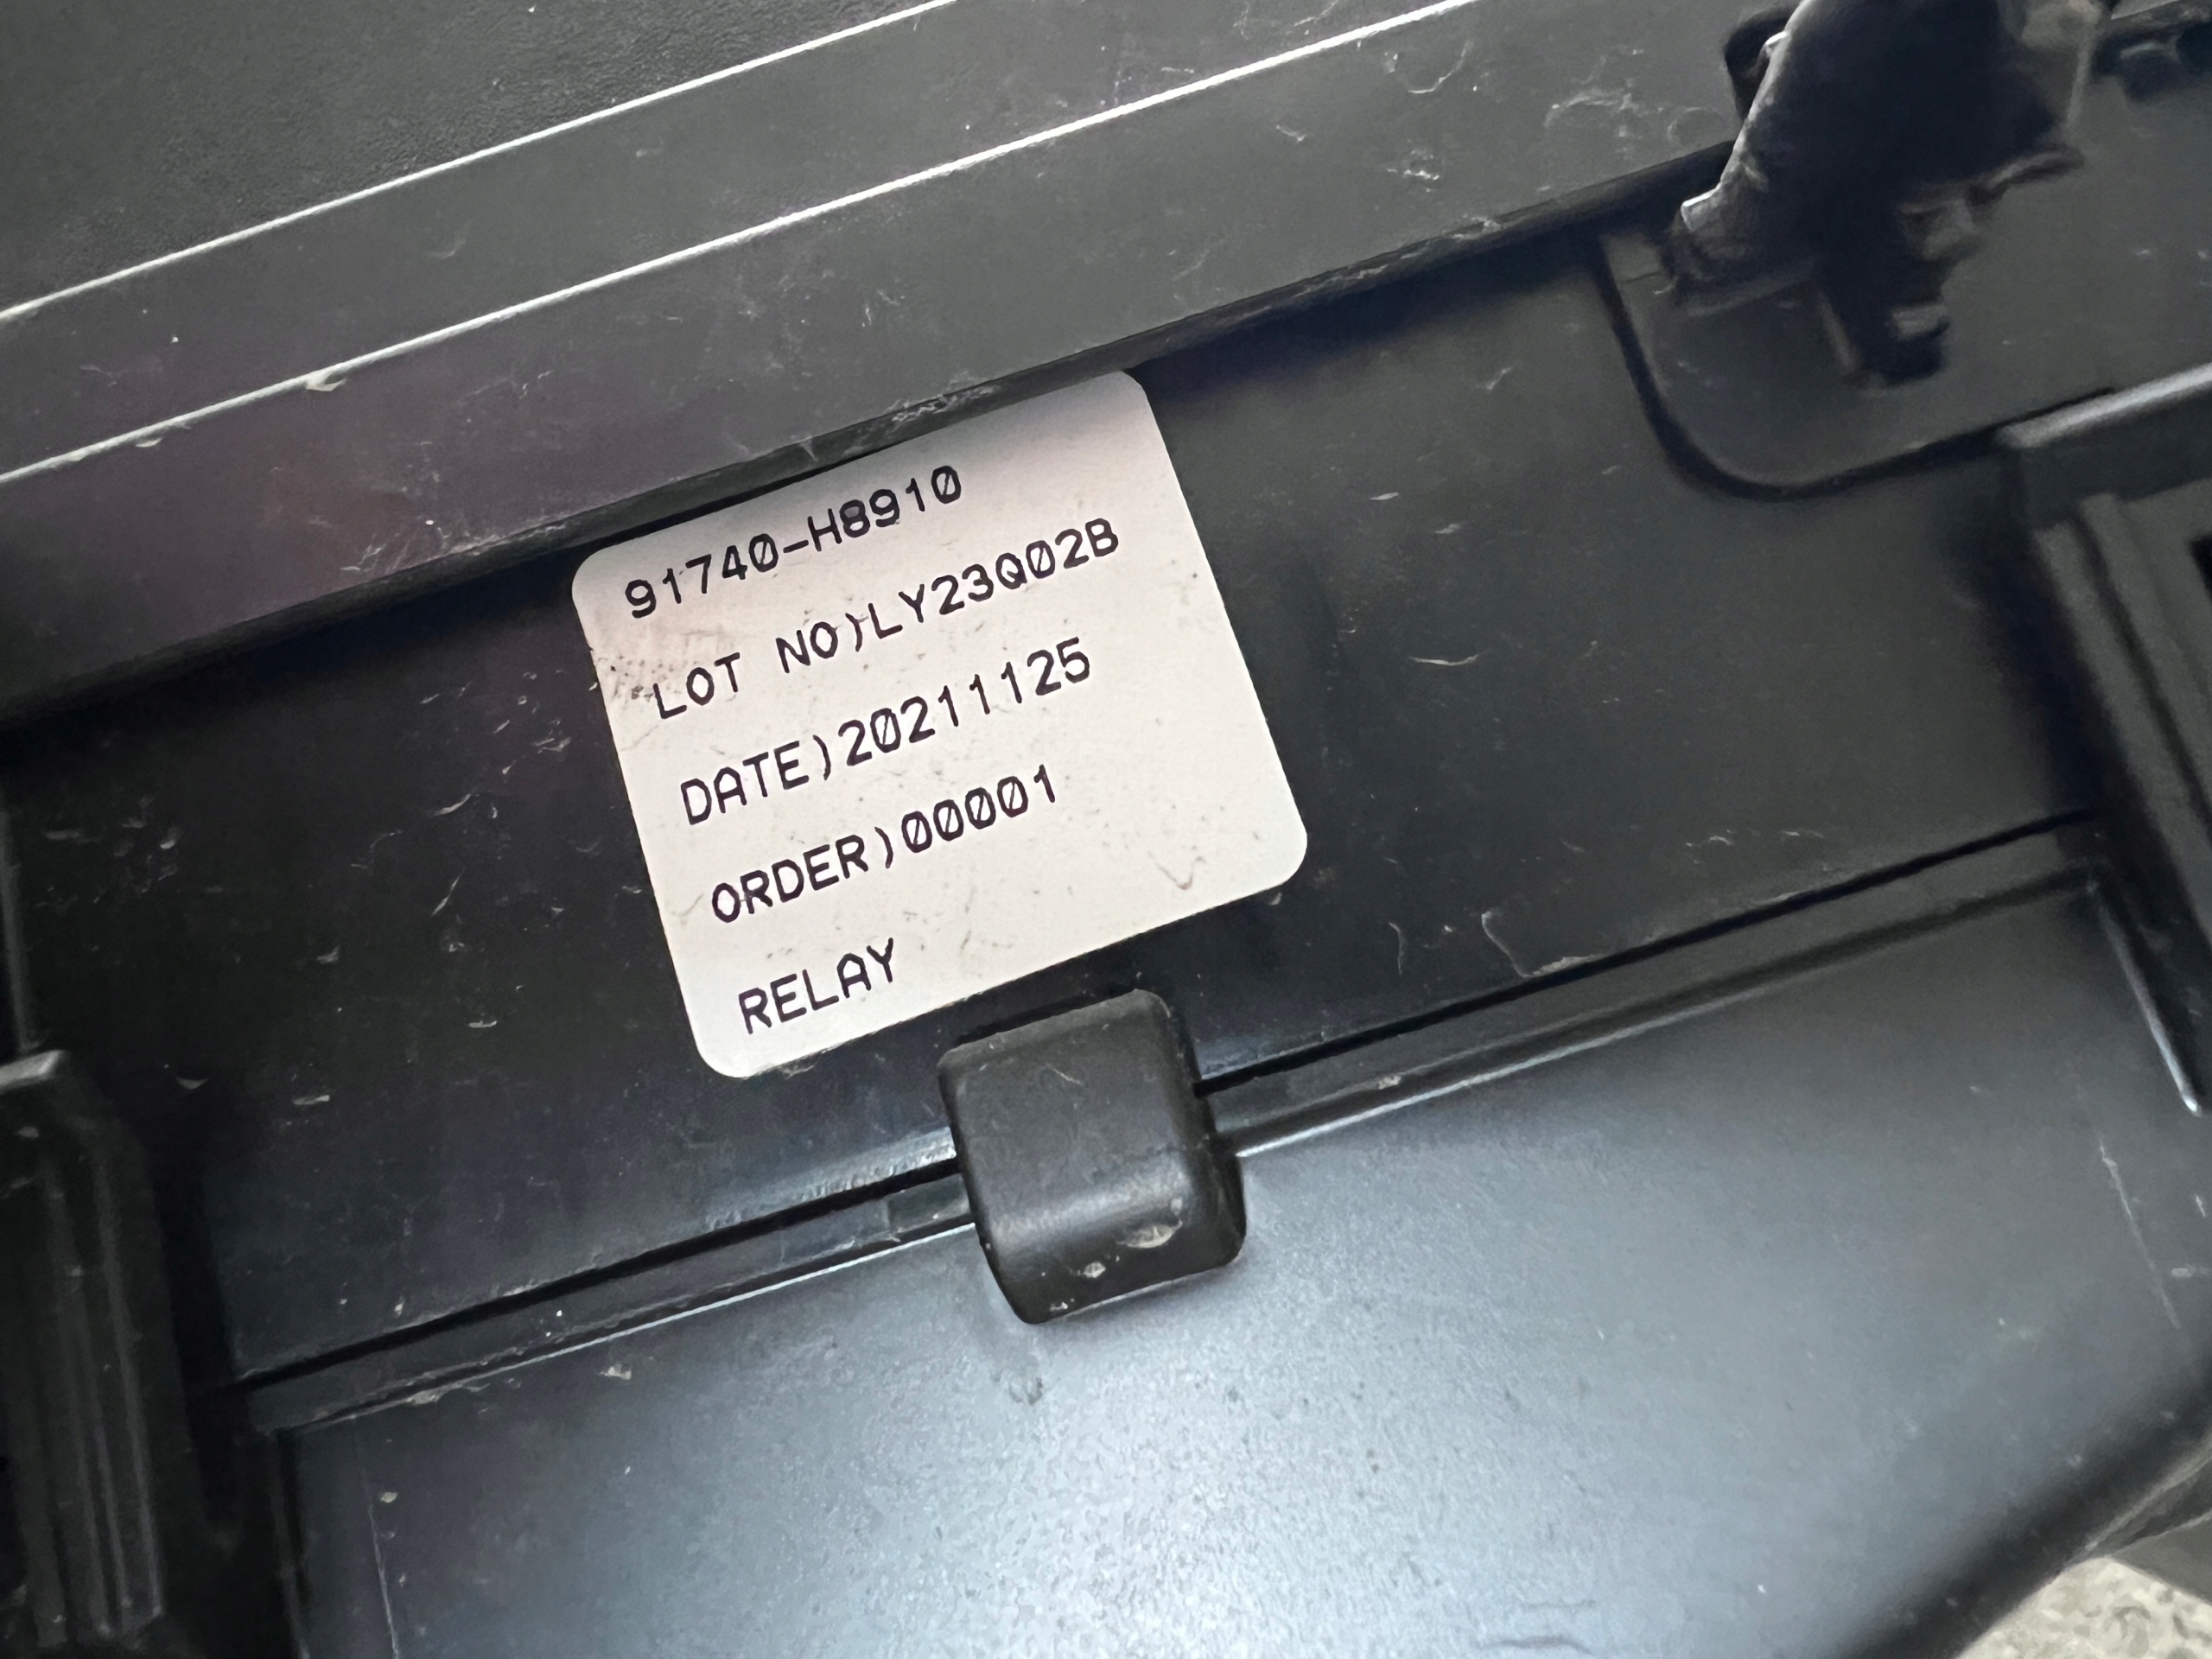 91740-H8910
LOT NO)LY23Q02B
DATE)20211125
ORDER)00001
RELAY